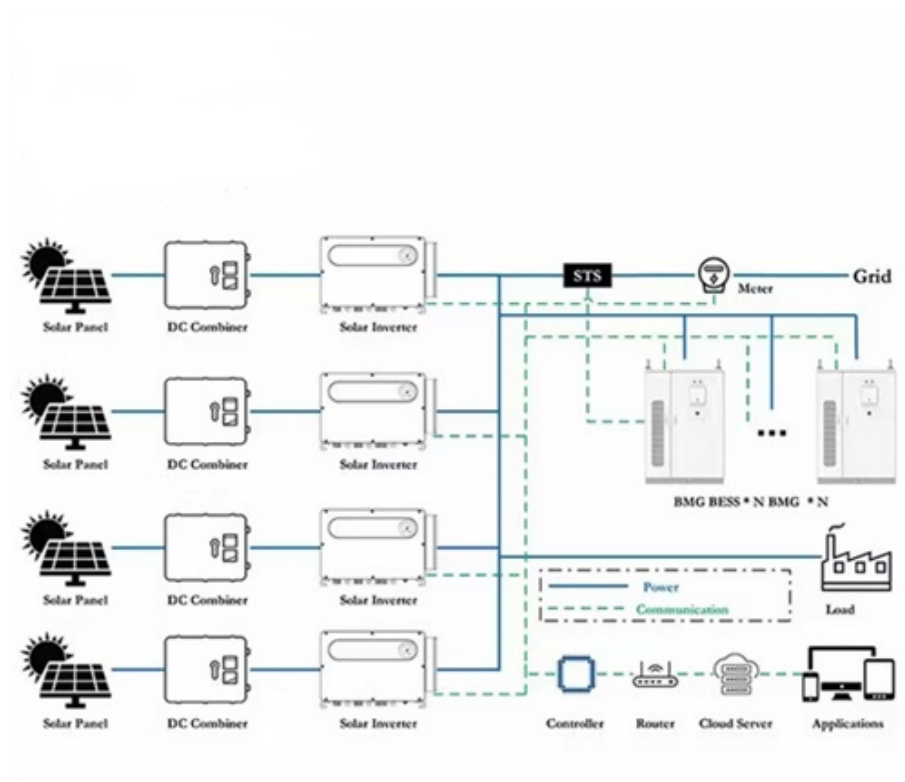 STS
Grid
Meter
Solar Panel DC Combiner Solar Inverter
Solar Panel DC Combiner Solar Inverter
BMG BESS * N BMG * N
Solar Panel DC Combiner Solar Inverter
Power
Communication
Load
Solar Panel DC Combiner Solar Inverter
Controller Router Cloud Server Applications